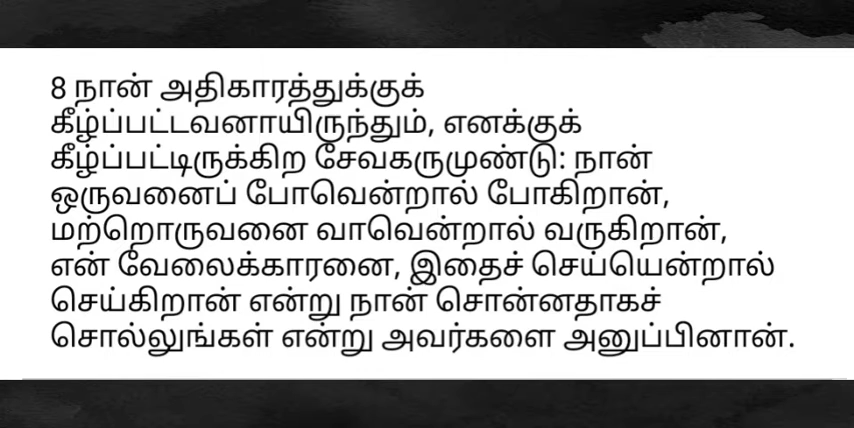 8 நான் அதிகாரத்துக்குக்
கீழ்ப்பட்டவனாயிருந்தும், எனக்குக்
கீழ்ப்பட்டிருக்கிற சேவகருமுண்டு: நான்
ஒருவனைப் போவென்றால் போகிறான்,
மற்றொருவனை வாவென்றால் வருகிறான்,
என் வேலைக்காரனை, இதைச் செய்யென்றால்
செய்கிறான் என்று நான் சொன்னதாகச்
சொல்லுங்கள் என்று அவர்களை அனுப்பினான்.